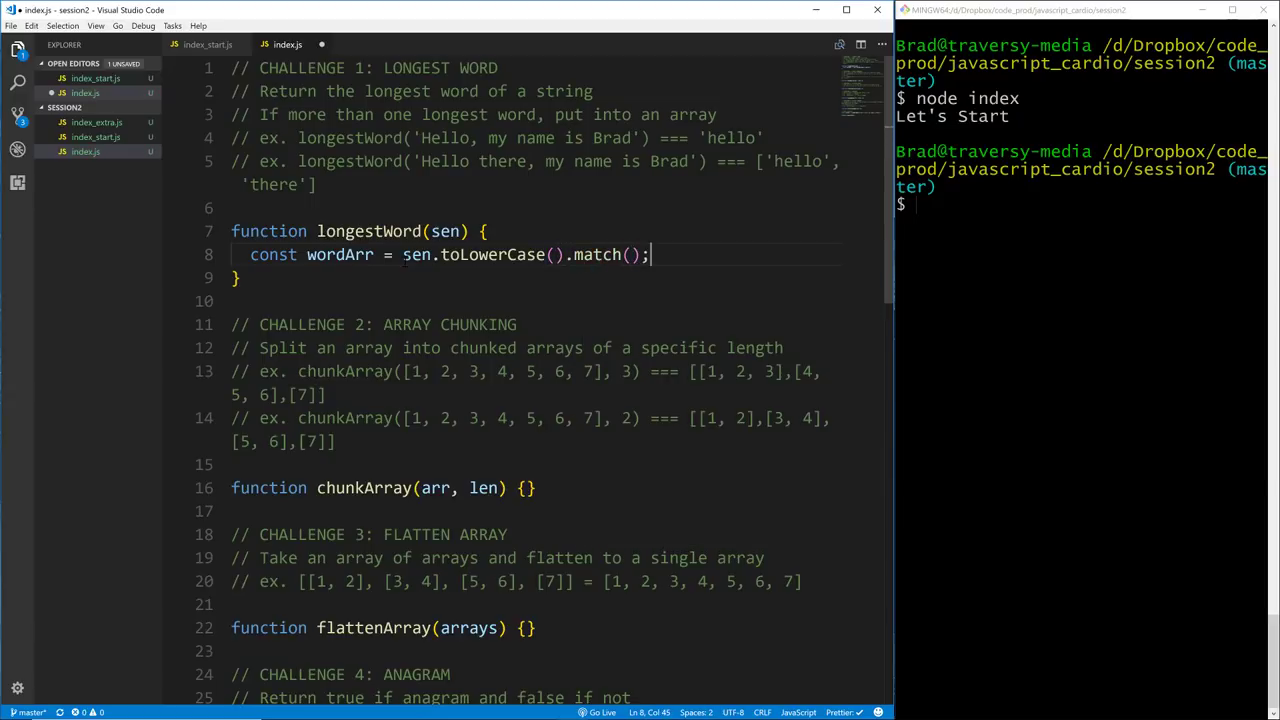 index.js - session2 - Visual Studio Code
File Edit Selection View Go Debug Tasks Help
EXPLORER
OPEN EDITORS 1 UNSAVED
index_start.js U
index.js U
SESSION2
index_extra.js U
index_start.js U
index.js U
index_start.js index.js
1 // CHALLENGE 1: LONGEST WORD
2 // Return the longest word of a string
3 // If more than one longest word, put into an array
4 // ex. longestWord('Hello, my name is Brad') === 'hello'
5 // ex. longestWord('Hello there, my name is Brad') === ['hello',
'there']
6
7 function longestWord(sen) {
8 const wordArr = sen.toLowerCase().match();
9 }
10
11 // CHALLENGE 2: ARRAY CHUNKING
12 // Split an array into chunked arrays of a specific length
13 // ex. chunkArray([1, 2, 3, 4, 5, 6, 7], 3) === [[1, 2, 3],[4,
5, 6],[7]]
14 // ex. chunkArray([1, 2, 3, 4, 5, 6, 7], 2) === [[1, 2],[3, 4],
[5, 6],[7]]
15
16 function chunkArray(arr, len) {}
17
18 // CHALLENGE 3: FLATTEN ARRAY
19 // Take an array of arrays and flatten to a single array
20 // ex. [[1, 2], [3, 4], [5, 6], [7]] = [1, 2, 3, 4, 5, 6, 7]
21
22 function flattenArray(arrays) {}
23
24 // CHALLENGE 4: ANAGRAM
25 // Return true if anagram and false if not
master* 0 0 Go Live Ln 8, Col 45 Spaces: 2 UTF-8 CRLF JavaScript Prettier: ✓
MINGW64:/d/Dropbox/code_prod/javascript_cardio/session2
Brad@traversy-media /d/Dropbox/code_
prod/javascript_cardio/session2 (mas
ter)
$ node index
Let's Start
Brad@traversy-media /d/Dropbox/code_
prod/javascript_cardio/session2 (mas
ter)
$